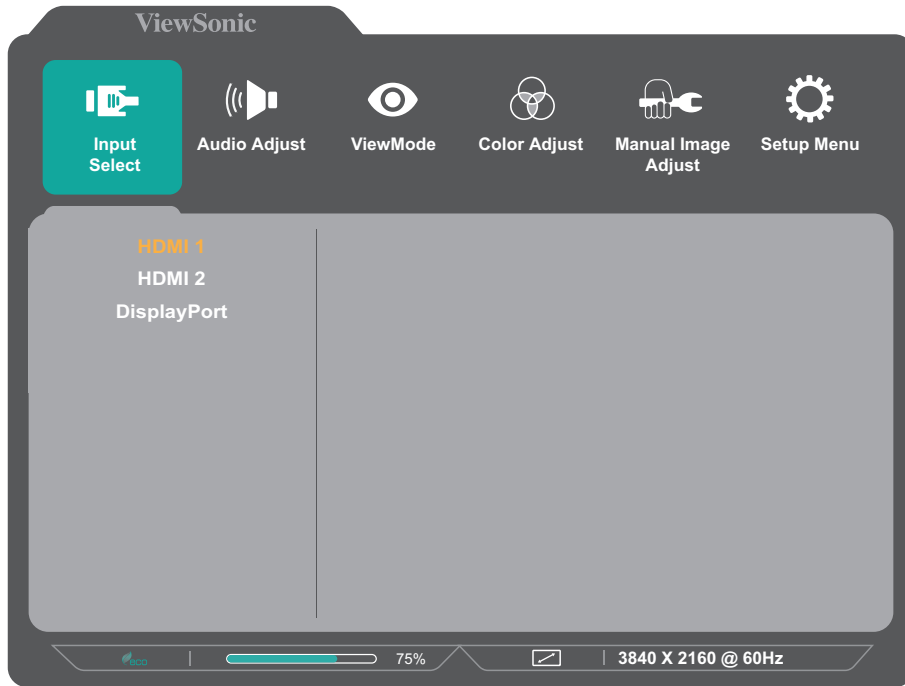 ViewSonic
Input
Select
Audio Adjust
ViewMode
Color Adjust
Manual Image
Adjust
Setup Menu
HDMI 1
HDMI 2
DisplayPort
eco
75%
3840 X 2160 @ 60Hz